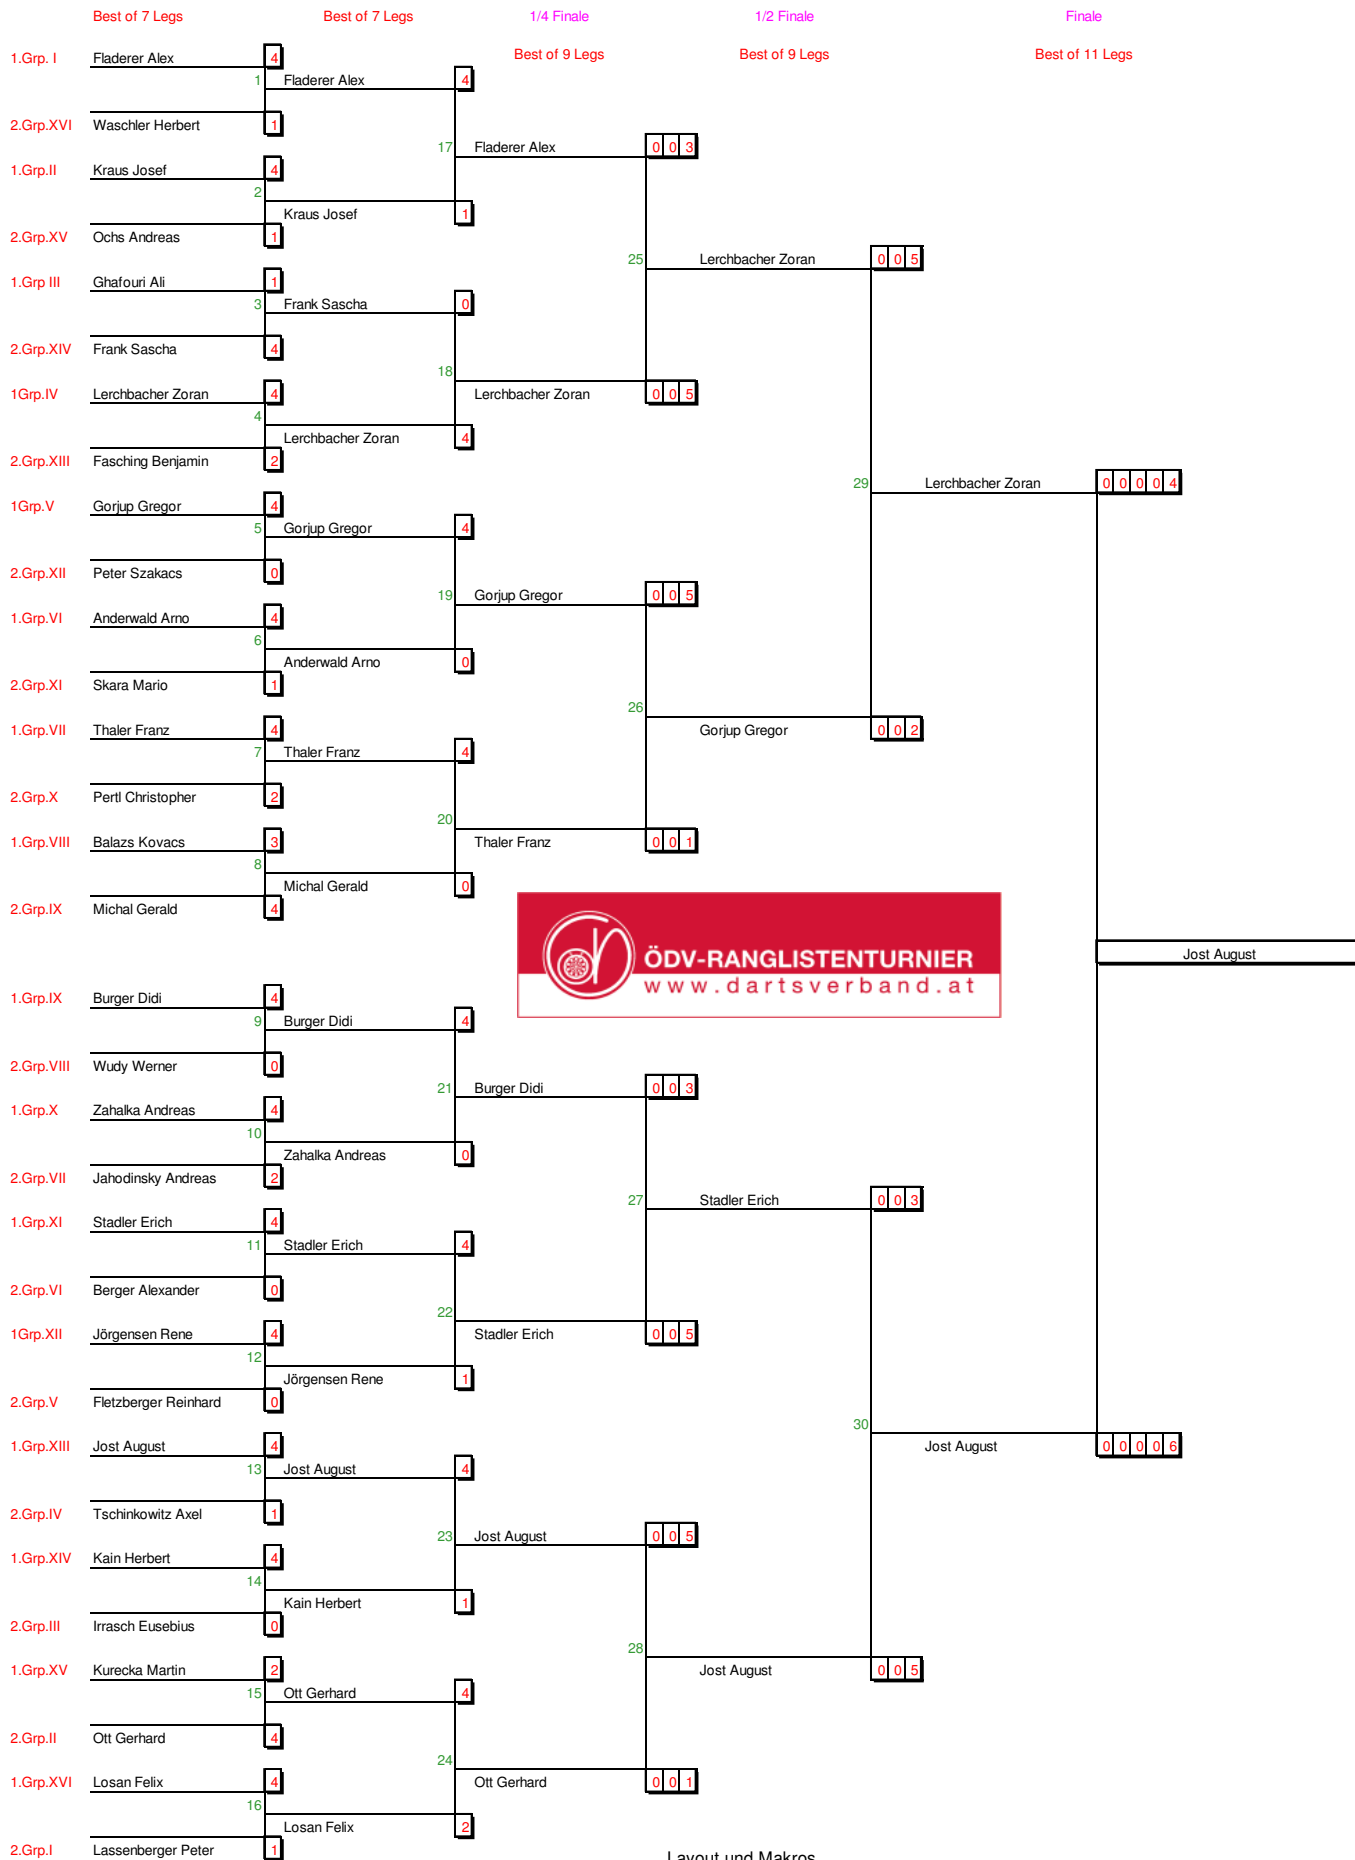 Best of 7 Legs Best of 7 Legs 1/4 Finale 1/2 Finale Finale
1.Grp. I Fladerer Alex 4 Best of 9 Legs Best of 9 Legs Best of 11 Legs
1 Fladerer Alex 4
2.Grp.XVI Waschler Herbert 1
17 Fladerer Alex 0 0 3
1.Grp.II Kraus Josef 4
2
Kraus Josef 1
2.Grp.XV Ochs Andreas 1
25 Lerchbacher Zoran 0 0 5
1.Grp III Ghafouri Ali 1
3 Frank Sascha 0
2.Grp.XIV Frank Sascha 4
18
1Grp.IV Lerchbacher Zoran 4 Lerchbacher Zoran 0 0 5
4
Lerchbacher Zoran 4
2.Grp.XIII Fasching Benjamin 2
29 Lerchbacher Zoran 0 0 0 0 4
1Grp.V Gorjup Gregor 4
5 Gorjup Gregor 4
2.Grp.XII Peter Szakacs 0
19 Gorjup Gregor 0 0 5
1.Grp.VI Anderwald Arno 4
6
Anderwald Arno 0
2.Grp.XI Skara Mario 1
26
1.Grp.VII Thaler Franz 4 Gorjup Gregor 0 0 2
7 Thaler Franz 4
2.Grp.X Pertl Christopher 2
20
1.Grp.VIII Balazs Kovacs 3 Thaler Franz 0 0 1
8
Michal Gerald 0
2.Grp.IX Michal Gerald 4
ÖDV-RANGLISTENTURNIER
Jost August
www.dartsverband.at
1.Grp.IX Burger Didi 4
9 Burger Didi 4
2.Grp.VIII Wudy Werner 0
21 Burger Didi 0 0 3
1.Grp.X Zahalka Andreas 4
10
Zahalka Andreas 0
2.Grp.VII Jahodinsky Andreas 2
27 Stadler Erich 0 0 3
1.Grp.XI Stadler Erich 4
11 Stadler Erich 4
2.Grp.VI Berger Alexander 0
22
1Grp.XII Jörgensen Rene 4 Stadler Erich 0 0 5
12
Jörgensen Rene 1
2.Grp.V Fletzberger Reinhard 0
30
1.Grp.XIII Jost August 4 Jost August 0 0 0 0 6
13 Jost August 4
2.Grp.IV Tschinkowitz Axel 1
23 Jost August 0 0 5
1.Grp.XIV Kain Herbert 4
14
Kain Herbert 1
2.Grp.III Irrasch Eusebius 0
28
1.Grp.XV Kurecka Martin 2 Jost August 0 0 5
15 Ott Gerhard 4
2.Grp.II Ott Gerhard 4
24
1.Grp.XVI Losan Felix 4 Ott Gerhard 0 0 1
16
Losan Felix 2
2.Grp.I Lassenberger Peter 1
Layout und Makros